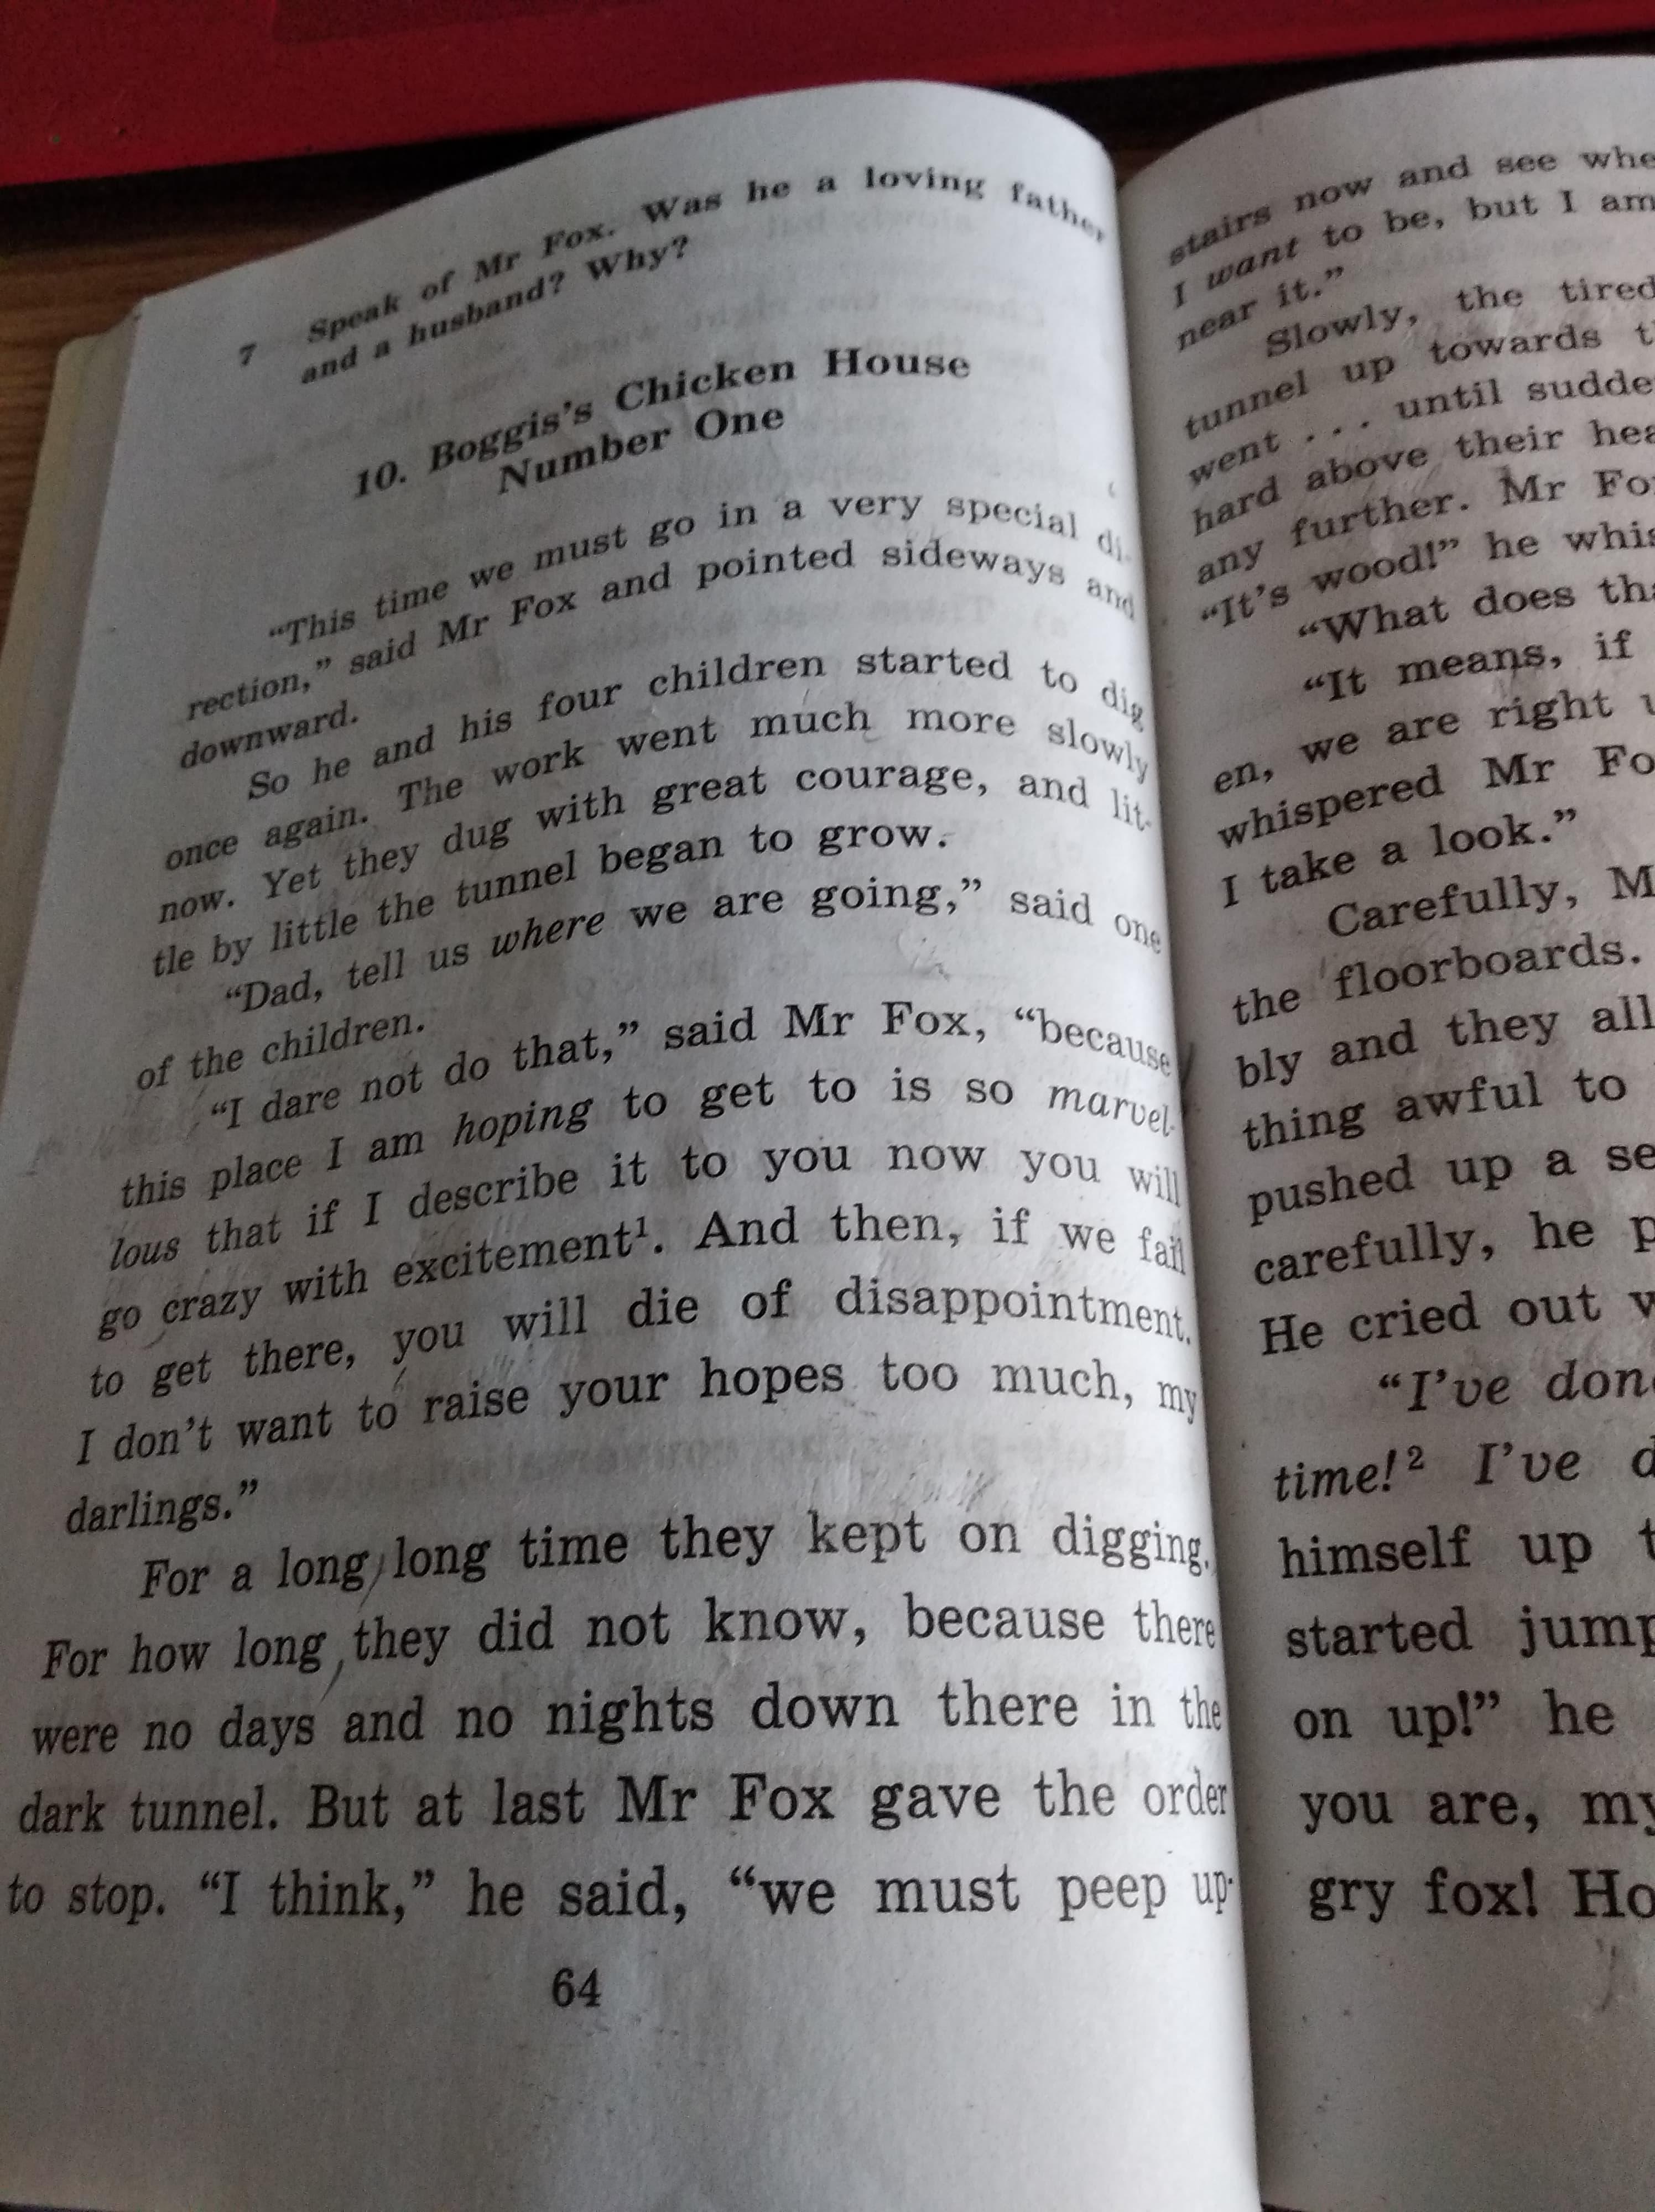 7 Speak of Mr Fox. Was he a loving father
and a husband? Why?
10. Boggis's Chicken House
Number One
“This time we must go in a very special di-
rection,” said Mr Fox and pointed sideways and
downward.
So he and his four children started to dig
once again. The work went much more slowly
now. Yet they dug with great courage, and lit-
tle by little the tunnel began to grow.
“Dad, tell us where we are going,” said one
of the children.
“I dare not do that,” said Mr Fox, “because
this place I am hoping to get to is so marvel-
lous that if I describe it to you now you will
go crazy with excitement¹. And then, if we fail
to get there, you will die of disappointment.
I don't want to raise your hopes too much, my
darlings.”
For a long, long time they kept on digging.
For how long they did not know, because there
were no days and no nights down there in the
dark tunnel. But at last Mr Fox gave the order
to stop. “I think,” he said, “we must peep up-
64
stairs now and see whe
I want to be, but I am
near it.”
Slowly, the tired
tunnel up towards t
went . . . until sudde
hard above their hea
any further. Mr Fo
“It's wood!” he whis
“What does tha
“It means, if
en, we are right
whispered Mr Fo
I take a look.”
Carefully, M
the floorboards.
bly and they all
thing awful to
pushed up a se
carefully, he p
He cried out w
“I've don
time!² I've d
himself up t
started jump
on up!” he
you are, my
gry fox! Ho